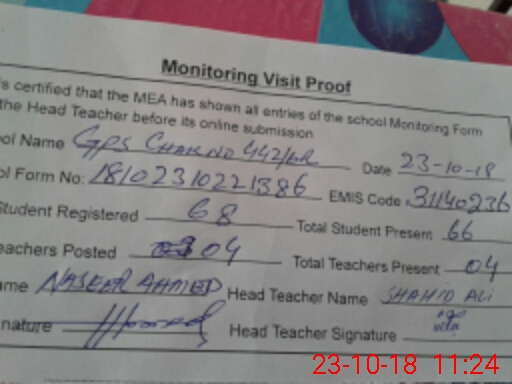 Monitoring Visit Proof
is certified that the MEA has shown all entries of the school Monitoring Form
the Head Teacher before its online submission
ool Name GPS CHAK NO 442/6R Date 23-10-18
ol Form No: 18102310221386 EMIS Code 31140236
Student Registered 68 Total Student Present 66
eachers Posted 04 Total Teachers Present 04
ame NASEER AHMED Head Teacher Name SHAHID ALI
nature Head Teacher Signature
23-10-18 11:24